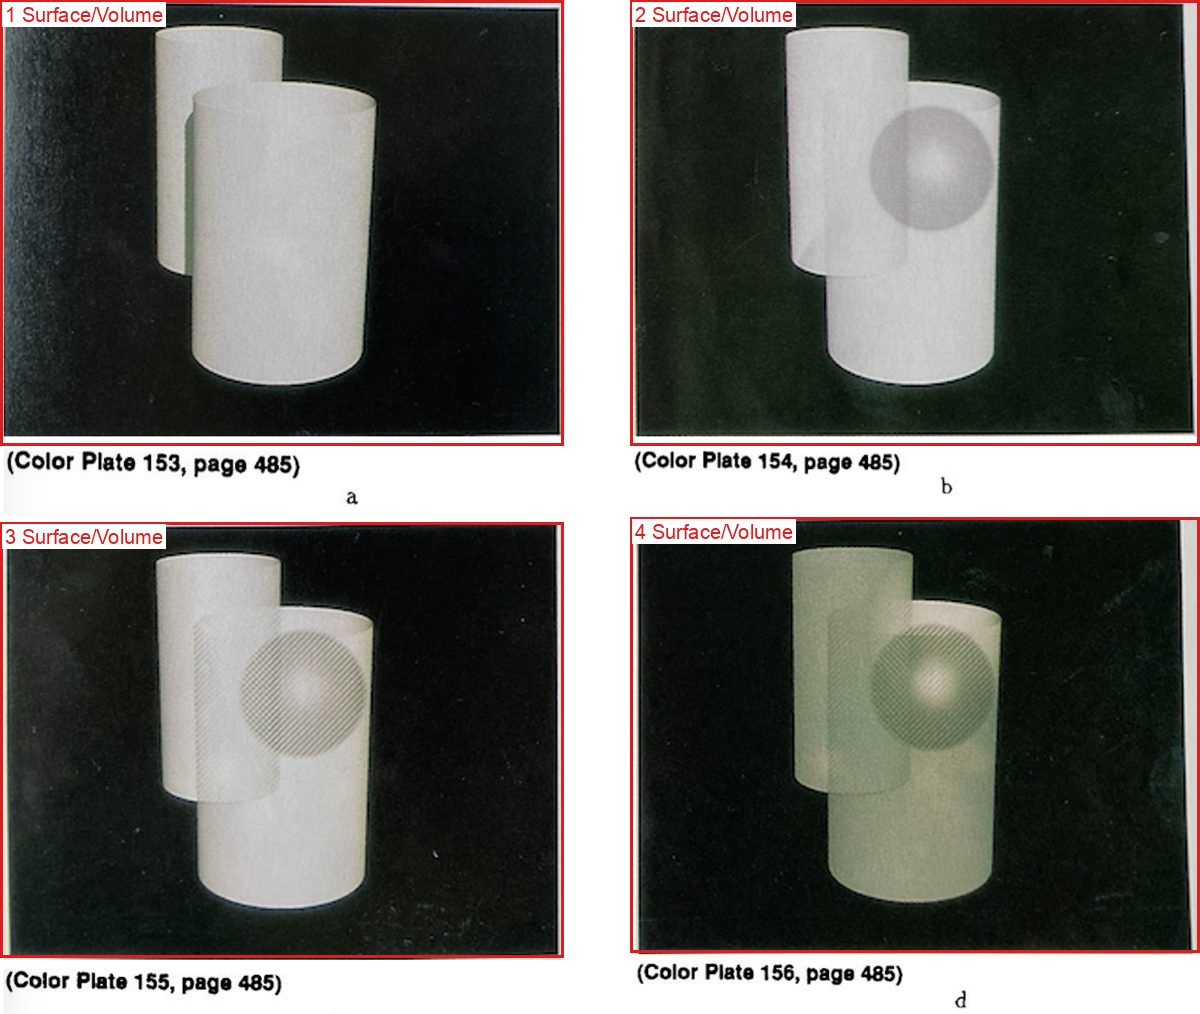 1 Surface/Volume
2 Surface/Volume
(Color Plate 153, page 485)
a
(Color Plate 154, page 485)
b
3 Surface/Volume
4 Surface/Volume
(Color Plate 155, page 485)
(Color Plate 156, page 485)
d